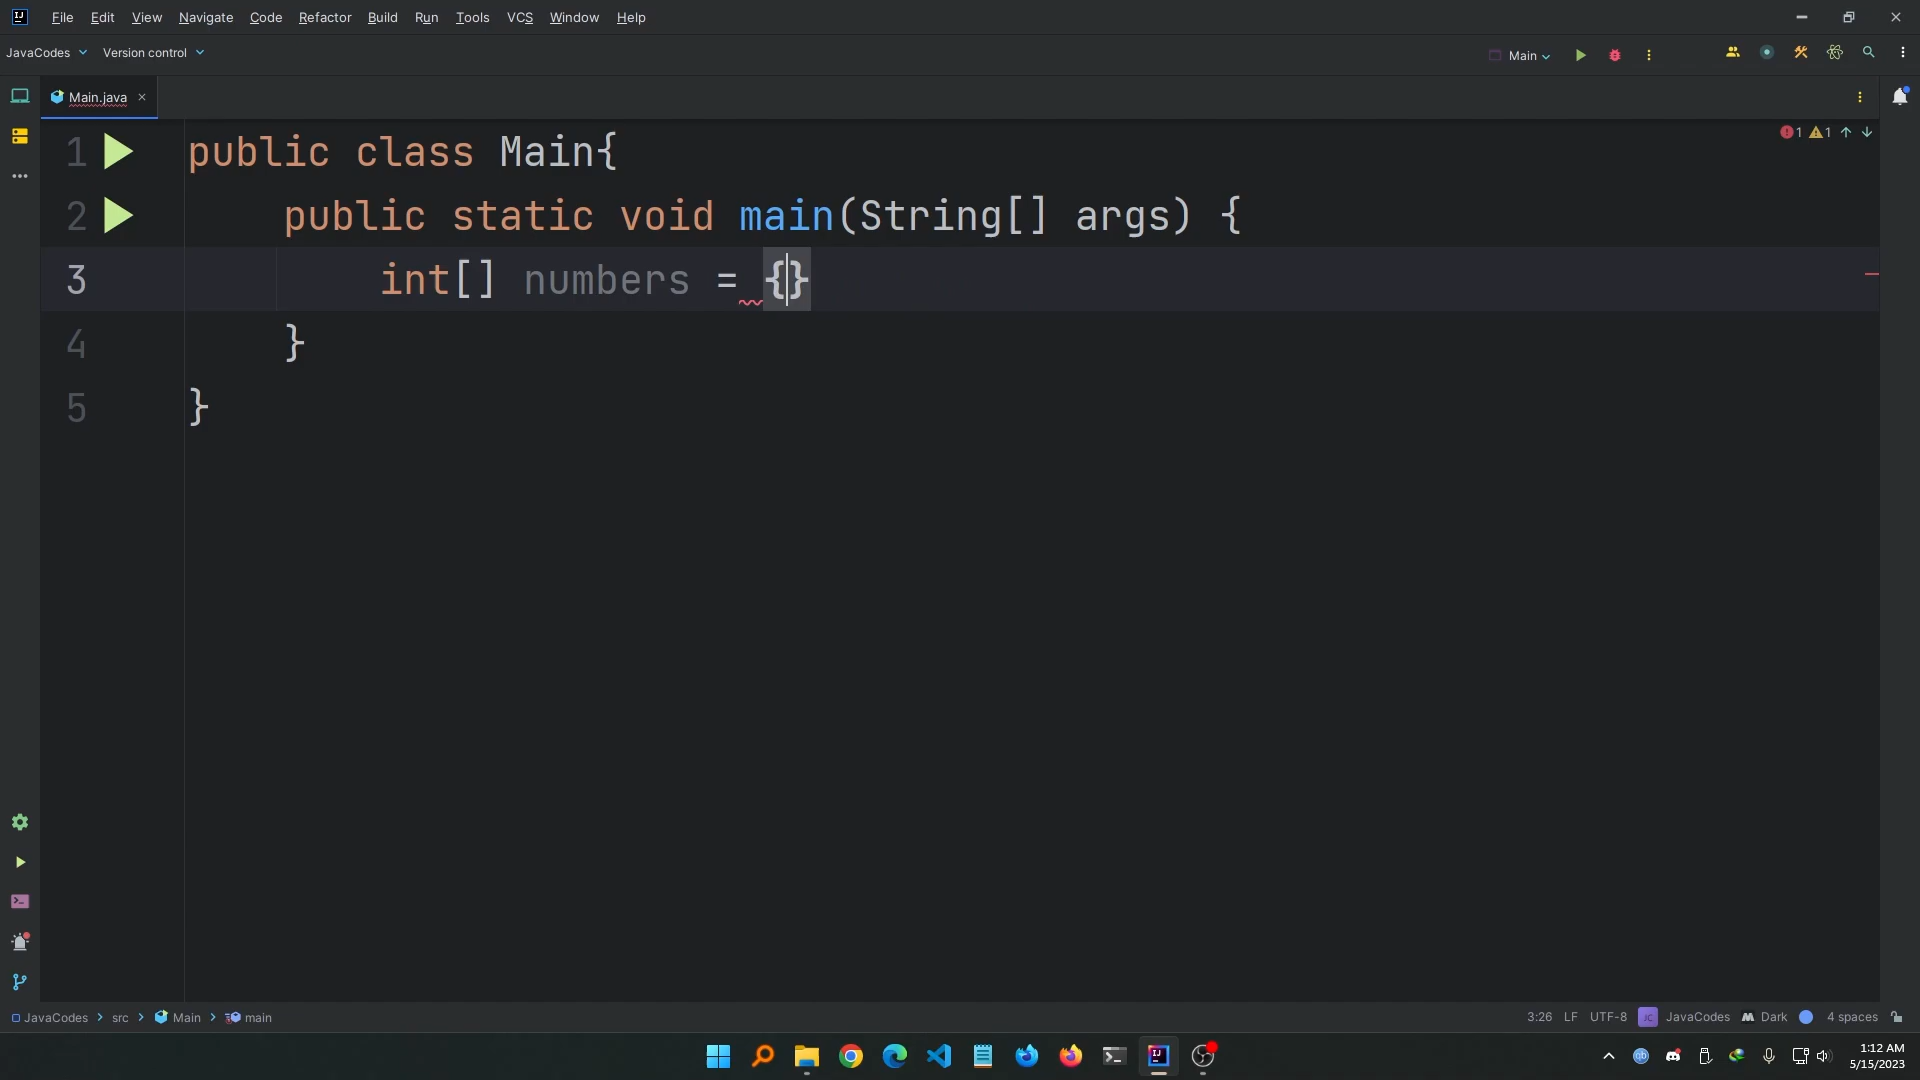 File Edit View Navigate Code Refactor Build Run Tools VCS Window Help
JavaCodes Version control Main
Main.java
1 1
1 public class Main{
2 public static void main(String[] args) {
3 int[] numbers = {}
4 }
5 }
JavaCodes src Main main 3:26 LF UTF-8 JC JavaCodes Dark 4 spaces
1:12 AM
5/15/2023